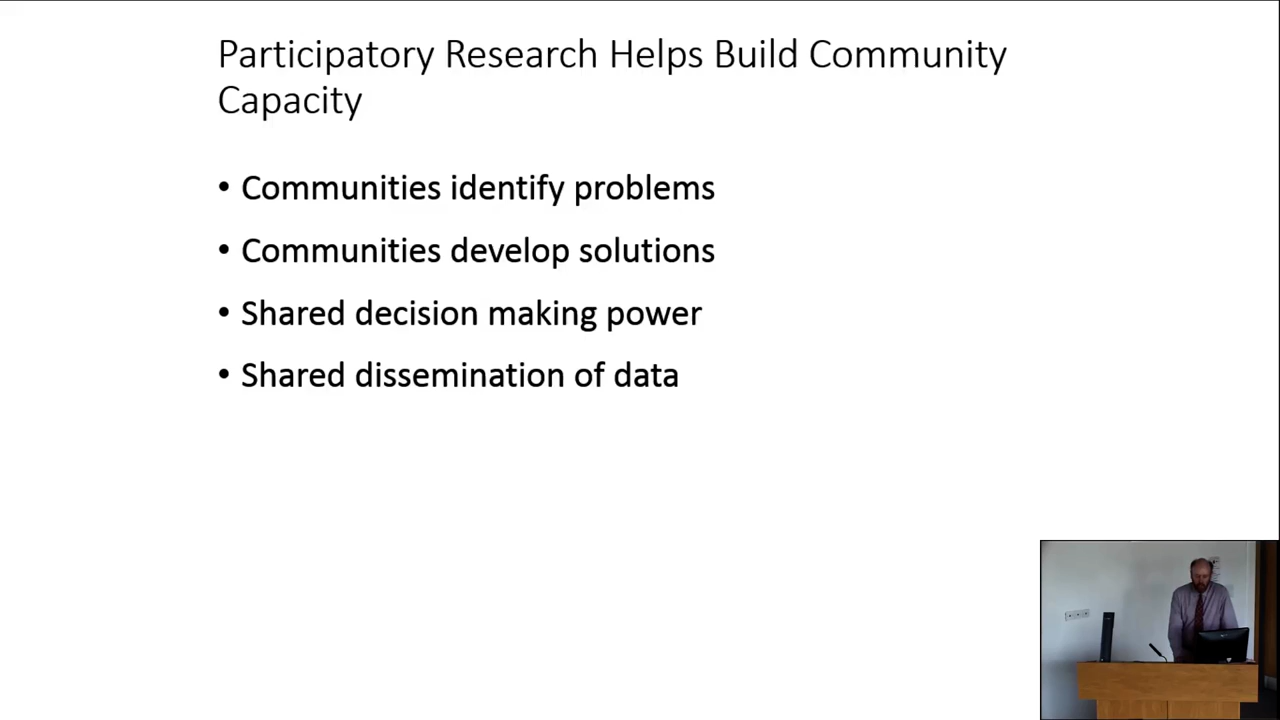 Participatory Research Helps Build Community
Capacity
• Communities identify problems
• Communities develop solutions
• Shared decision making power
• Shared dissemination of data